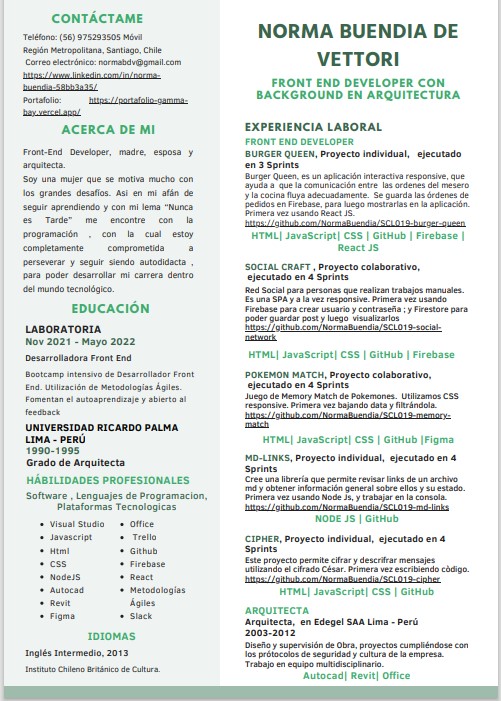 CONTÁCTAME
Teléfono: (56) 975293505 Móvil
Región Metropolitana, Santiago, Chile
Correo electrónico: normabdv@gmail.com
https://www.linkedin.com/in/norma-
buendia-58bb3a35/
Portafolio: https://portafolio-gamma-
bay.vercel.app/
ACERCA DE MI
Front-End Developer, madre, esposa y
arquitecta.
Soy una mujer que se motiva mucho con
los grandes desafíos. Asi en mi afán de
seguir aprendiendo y con mi lema “Nunca
es Tarde” me encontre con la
programación , con la cual estoy
completamente comprometida a
perseverar y seguir siendo autodidacta ,
para poder desarrollar mi carrera dentro
del mundo tecnológico.
EDUCACIÓN
LABORATORIA
Nov 2021 - Mayo 2022
Desarrolladora Front End
Bootcamp intensivo de Desarrollador Front
End. Utilización de Metodologías Ágiles.
Fomentan el autoaprendizaje y abierto al
feedback
UNIVERSIDAD RICARDO PALMA
LIMA - PERÚ
1990-1995
Grado de Arquitecta
HÁBILIDADES PROFESIONALES
Software , Lenguajes de Programacion,
Plataformas Tecnologicas
• Visual Studio
• Javascript
• Html
• CSS
• NodeJS
• Autocad
• Revit
• Figma
• Office
• Trello
• Github
• Firebase
• React
• Metodologías
Ágiles
• Slack
IDIOMAS
Inglés Intermedio, 2013
Instituto Chileno Británico de Cultura.
NORMA BUENDIA DE
VETTORI
FRONT END DEVELOPER CON
BACKGROUND EN ARQUITECTURA
EXPERIENCIA LABORAL
FRONT END DEVELOPER
BURGER QUEEN, Proyecto individual, ejecutado
en 3 Sprints
Burger Queen, es una aplicación interactiva responsive, que
ayuda a que la comunicación entre las ordenes del mesero
y la cocina fluya adecuadamente. Se guarda las órdenes de
pedidos en Firebase, para luego mostrarlas en la aplicación.
Primera vez usando React JS.
https://github.com/NormaBuendia/SCL019-burger-queen
HTML| JavaScript| CSS | GitHub | Firebase |
React JS
SOCIAL CRAFT , Proyecto colaborativo,
ejecutado en 4 Sprints
Red Social para personas que realizan trabajos manuales.
Es una SPA y a la vez responsive. Primera vez usando
Firebase para crear usuario y contraseña ; y Firestore para
poder guardar post y luego visualizarlos
https://github.com/NormaBuendia/SCL019-social-
network
HTML| JavaScript| CSS | GitHub | Firebase
POKEMON MATCH, Proyecto colaborativo,
ejecutado en 4 Sprints
Juego de Memory Match de Pokemones. Utilizamos CSS
responsive. Primera vez bajando data y filtrándola.
https://github.com/NormaBuendia/SCL019-memory-
match
HTML| JavaScript| CSS | GitHub |Figma
MD-LINKS, Proyecto individual, ejecutado en 4
Sprints
Cree una librería que permite revisar links de un archivo
md y obtener información general sobre ellos y su estado.
Primera vez usando Node Js, y trabajar en la consola.
https://github.com/NormaBuendia/SCL019-md-links
NODE JS | GitHub
CIPHER, Proyecto individual, ejecutado en 4
Sprints
Este proyecto permite cifrar y descrifrar mensajes
utilizando el cifrado César. Primera vez escribiendo còdigo.
https://github.com/NormaBuendia/SCL019-cipher
HTML| JavaScript| CSS | GitHub
ARQUITECTA
Arquitecta, en Edegel SAA Lima - Perú
2003-2012
Diseño y supervisión de Obra, proyectos cumpliéndose con
los prótocolos de seguridad y cultura de la empresa.
Trabajo en equipo multidisciplinario.
Autocad| Revit| Office